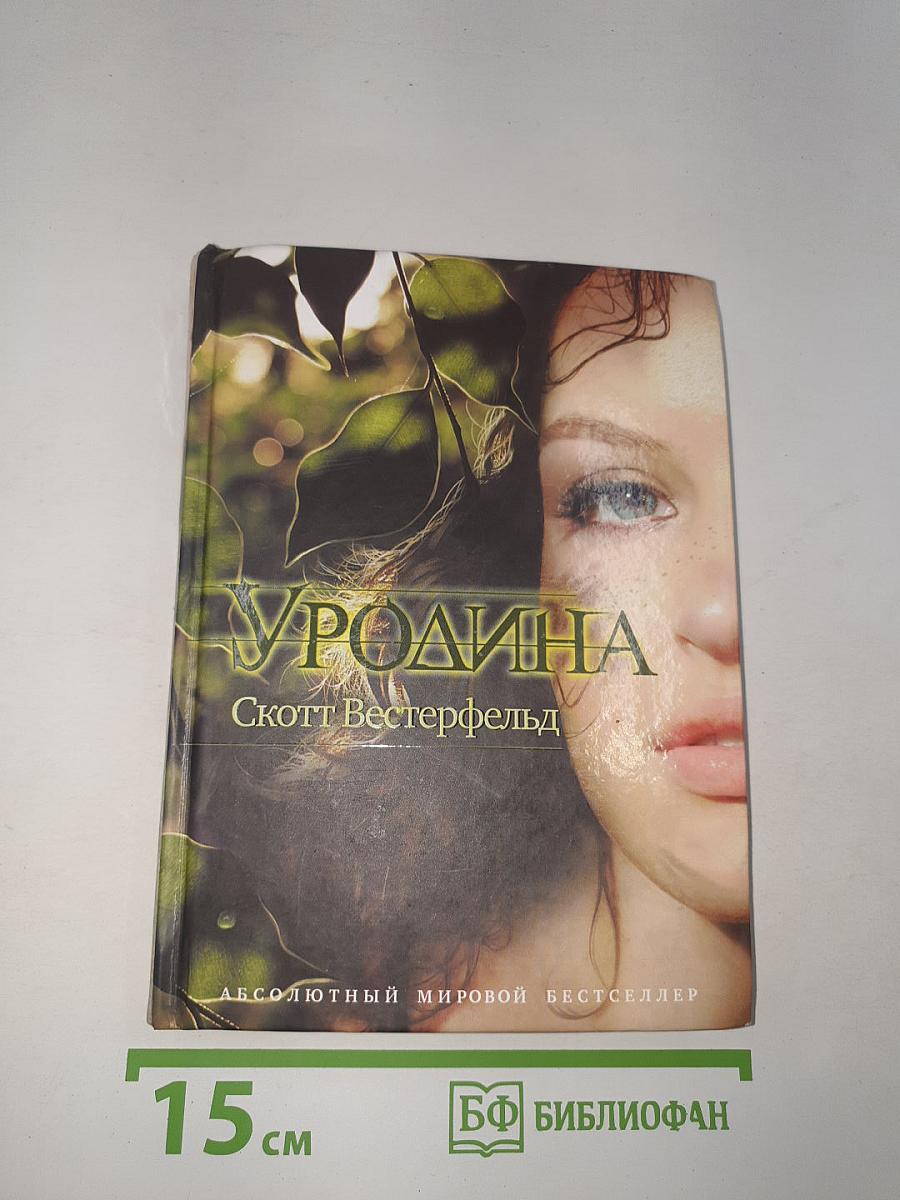 Уродина
Скотт Вестерфельд
АБСОЛЮТНЫЙ МИРОВОЙ БЕСТСЕЛЛЕР
15 см
БФ БИБЛИОФАН